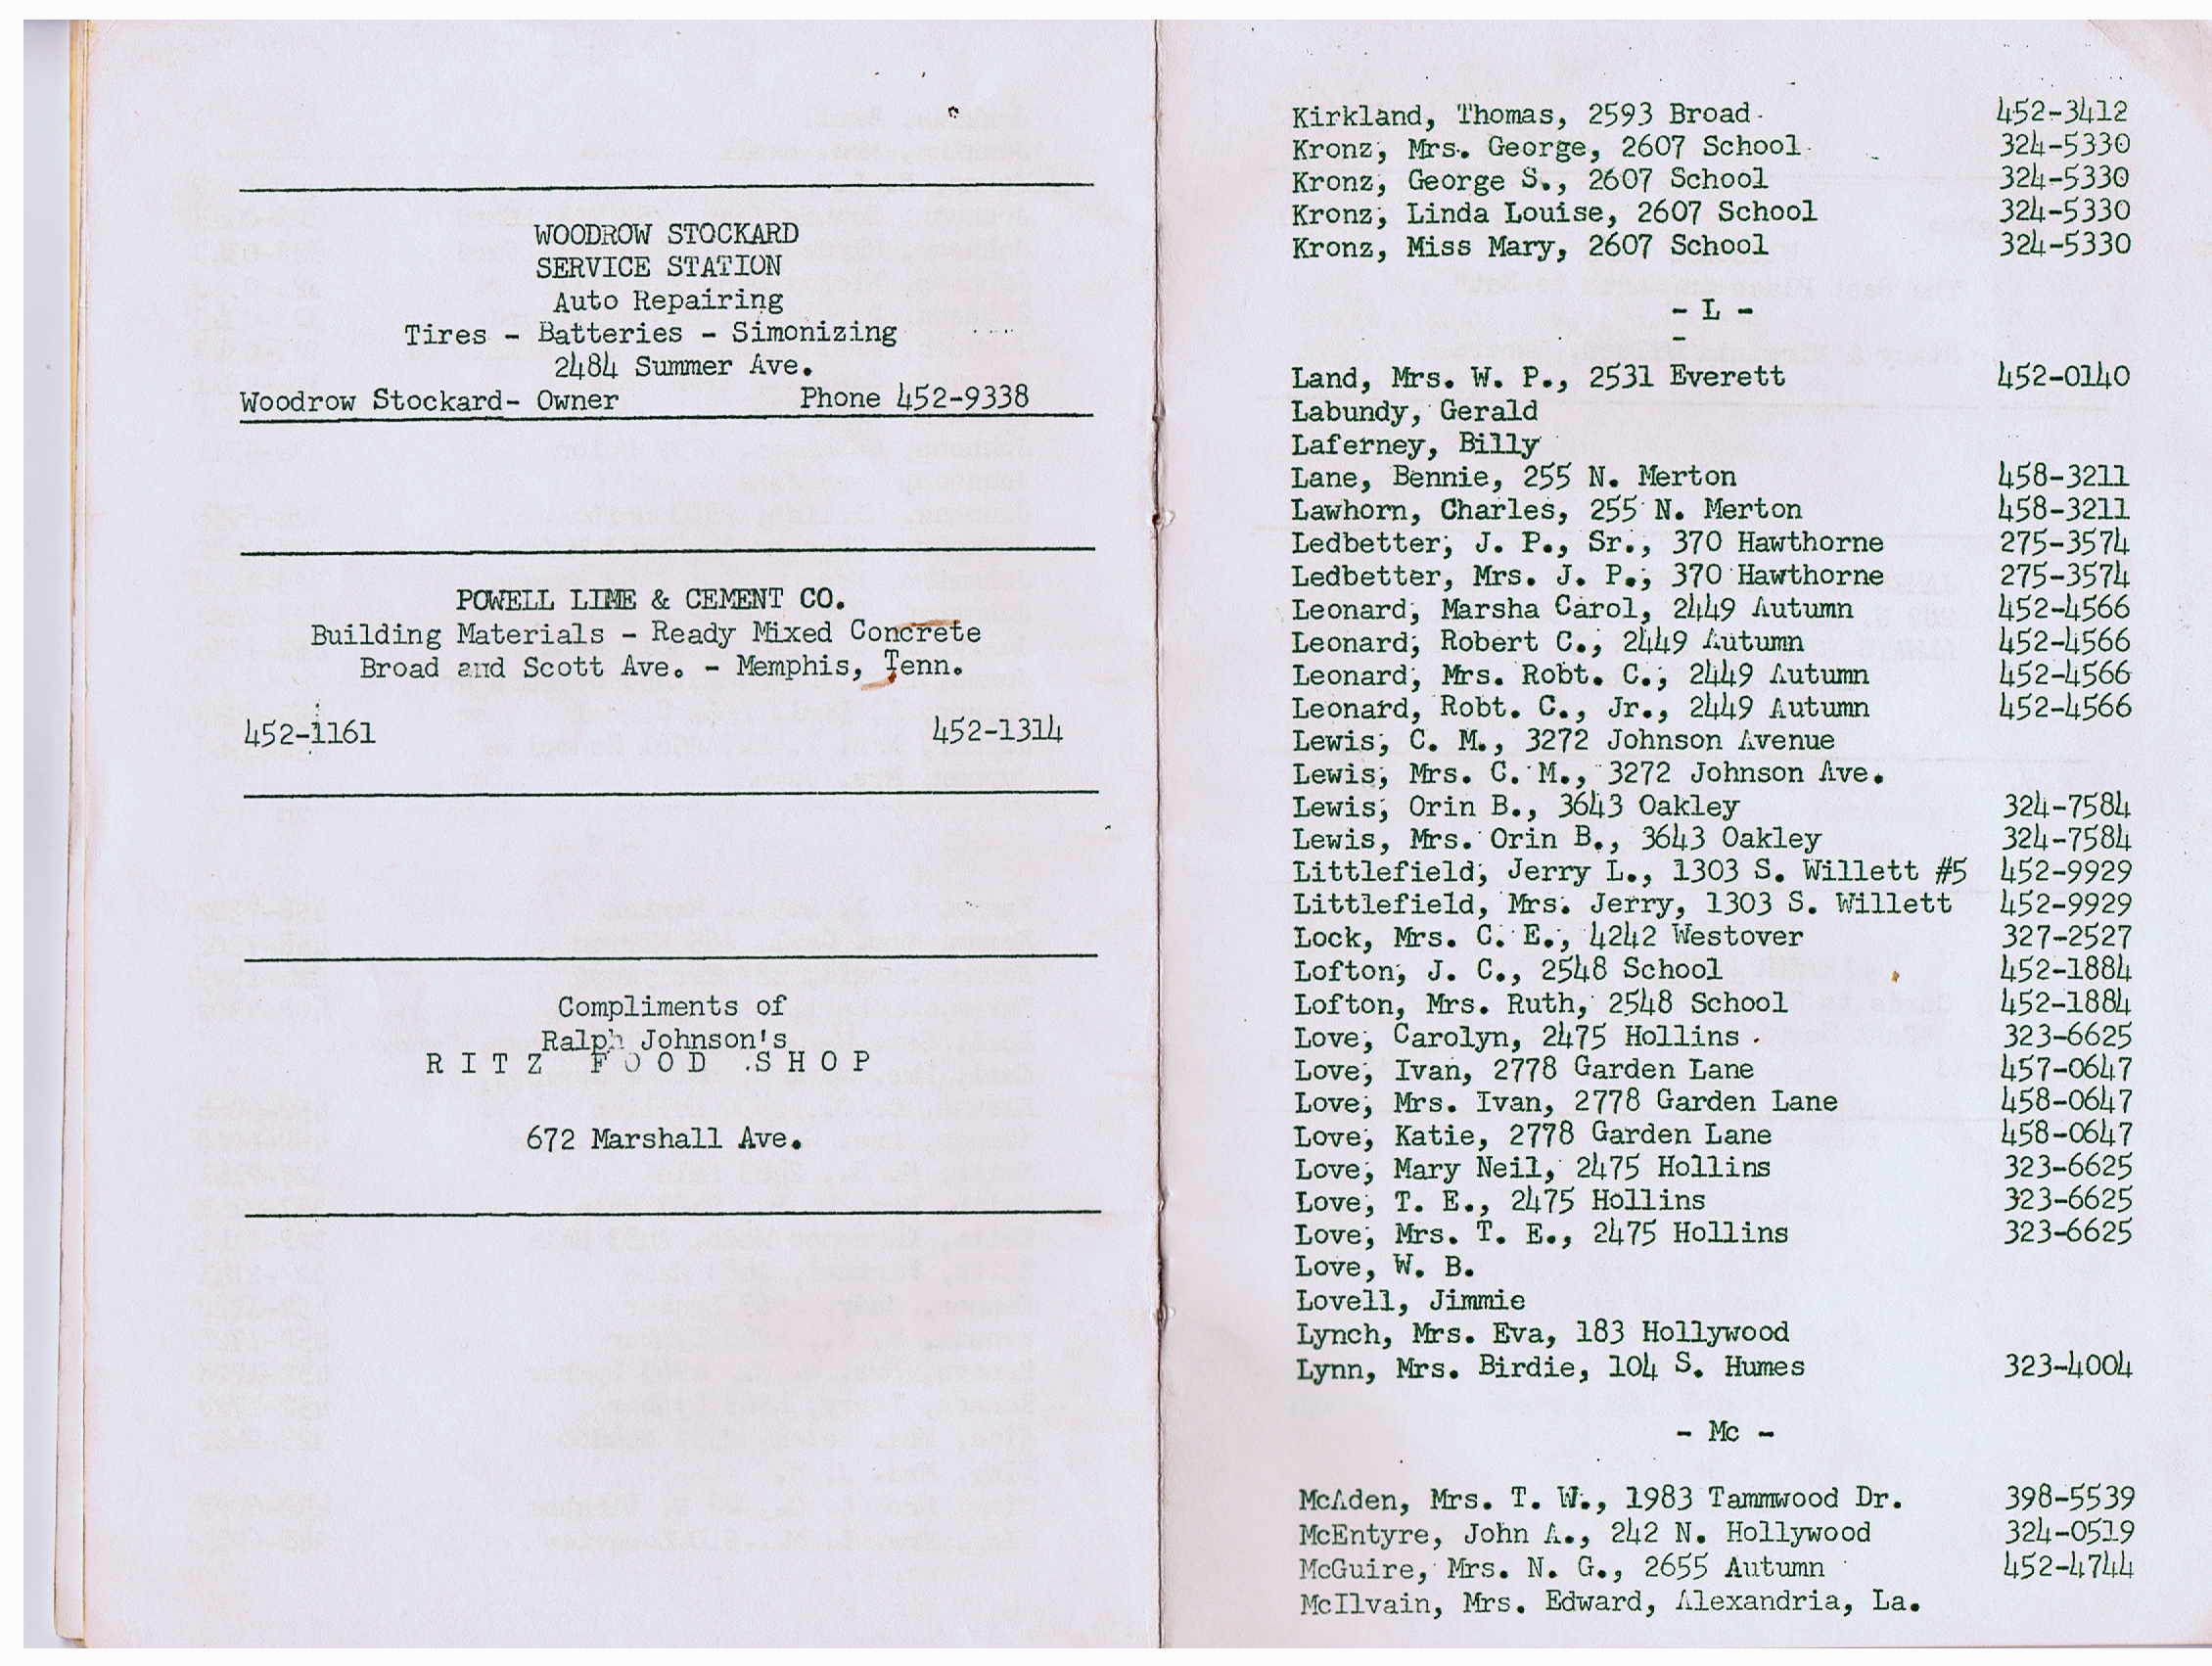 WOODROW STOCKARD
SERVICE STATION
Auto Repairing
Tires - Batteries - Simonizing
2484 Summer Ave.
Woodrow Stockard- Owner Phone 452-9338
POWELL LIME & CEMENT CO.
Building Materials - Ready Mixed Concrete
Broad and Scott Ave. - Memphis, Tenn.
452-1161 452-1314
Compliments of
Ralph Johnson's
R I T Z F O O D S H O P
672 Marshall Ave.
Kirkland, Thomas, 2593 Broad 452-3412
Kronz, Mrs. George, 2607 School 324-5330
Kronz, George S., 2607 School 324-5330
Kronz, Linda Louise, 2607 School 324-5330
Kronz, Miss Mary, 2607 School 324-5330
- L -
-
Land, Mrs. W. P., 2531 Everett 452-0140
Labundy, Gerald
Laferney, Billy
Lane, Bennie, 255 N. Merton 458-3211
Lawhorn, Charles, 255 N. Merton 458-3211
Ledbetter, J. P., Sr., 370 Hawthorne 275-3574
Ledbetter, Mrs. J. P., 370 Hawthorne 275-3574
Leonard, Marsha Carol, 2449 Autumn 452-4566
Leonard, Robert C., 2449 Autumn 452-4566
Leonard, Mrs. Robt. C., 2449 Autumn 452-4566
Leonard, Robt. C., Jr., 2449 Autumn 452-4566
Lewis, C. M., 3272 Johnson Avenue
Lewis, Mrs. C. M., 3272 Johnson Ave.
Lewis, Orin B., 3643 Oakley 324-7584
Lewis, Mrs. Orin B., 3643 Oakley 324-7584
Littlefield, Jerry L., 1303 S. Willett #5 452-9929
Littlefield, Mrs. Jerry, 1303 S. Willett 452-9929
Lock, Mrs. C. E., 4242 Westover 327-2527
Lofton, J. C., 2548 School 452-1884
Lofton, Mrs. Ruth, 2548 School 452-1884
Love, Carolyn, 2475 Hollins 323-6625
Love, Ivan, 2778 Garden Lane 457-0647
Love, Mrs. Ivan, 2778 Garden Lane 458-0647
Love, Katie, 2778 Garden Lane 458-0647
Love, Mary Neil, 2475 Hollins 323-6625
Love, T. E., 2475 Hollins 323-6625
Love, Mrs. T. E., 2475 Hollins 323-6625
Love, W. B.
Lovell, Jimmie
Lynch, Mrs. Eva, 183 Hollywood
Lynn, Mrs. Birdie, 104 S. Humes 323-4004
- Mc -
McAden, Mrs. T. W., 1983 Tammwood Dr. 398-5539
McEntyre, John A., 242 N. Hollywood 324-0519
McGuire, Mrs. N. G., 2655 Autumn 452-4744
McIlvain, Mrs. Edward, Alexandria, La.